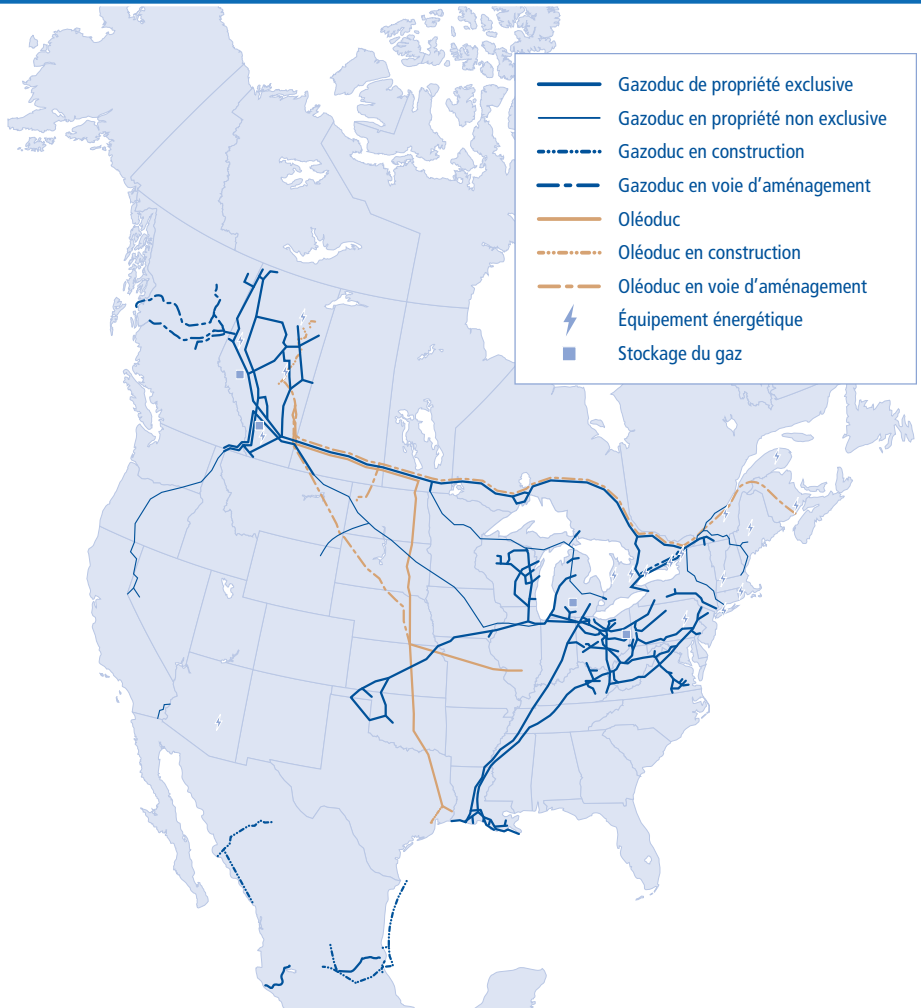 Gazoduc de propriété exclusive
Gazoduc en propriété non exclusive
Gazoduc en construction
Gazoduc en voie d'aménagement
Oléoduc
Oléoduc en construction
Oléoduc en voie d'aménagement
Équipement énergétique
Stockage du gaz